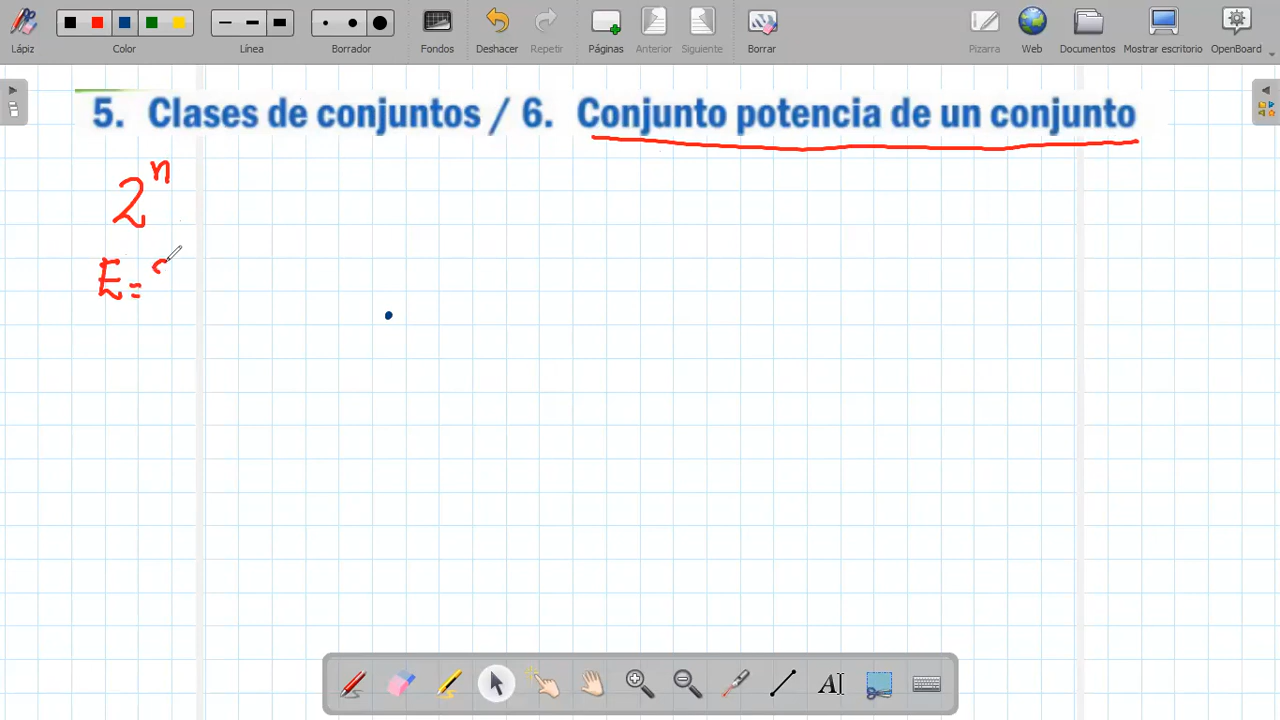 Lápiz Color Línea Borrador Fondos Deshacer Repetir Páginas Anterior Siguiente Borrar Pizarra Web Documentos Mostrar escritorio OpenBoard
5. Clases de conjuntos / 6. Conjunto potencia de un conjunto
2ⁿ
E=